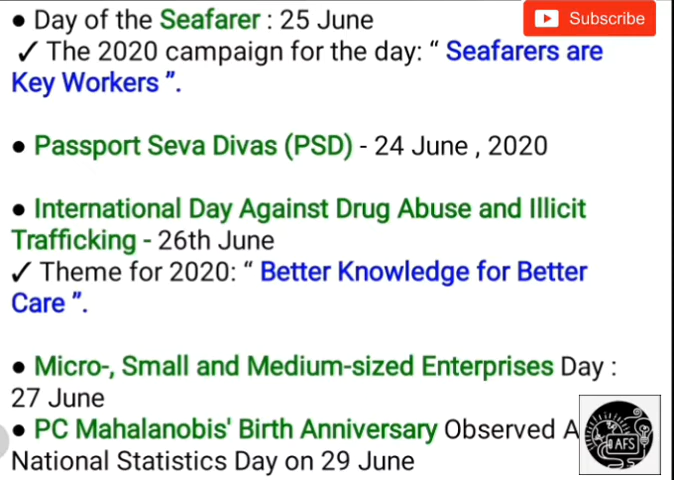 ● Day of the Seafarer : 25 June
Subscribe
✓ The 2020 campaign for the day: “ Seafarers are
Key Workers ”.
● Passport Seva Divas (PSD) - 24 June , 2020
● International Day Against Drug Abuse and Illicit
Trafficking - 26th June
✓ Theme for 2020: “ Better Knowledge for Better
Care ”.
● Micro-, Small and Medium-sized Enterprises Day :
27 June
● PC Mahalanobis' Birth Anniversary Observed A
AFS
National Statistics Day on 29 June